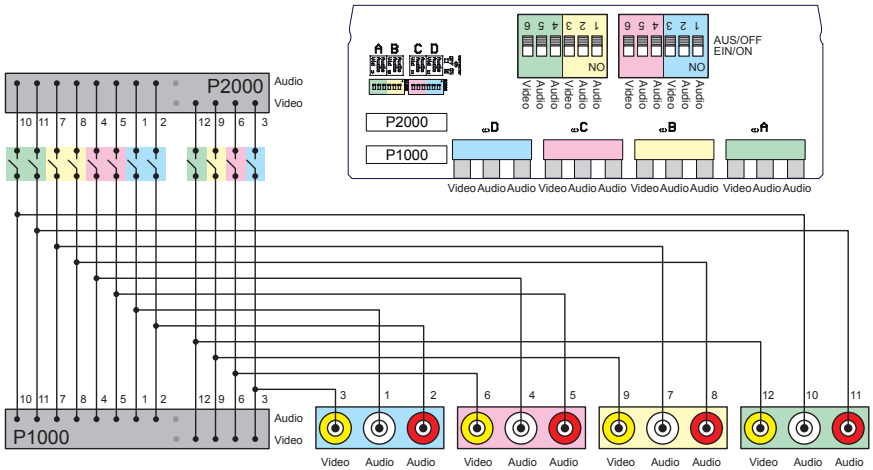 6 5 4 3 2 1
NO
6 5 4 3 2 1
NO
AUS/OFF
EIN/ON
A B C D
Video Audio Audio Video Audio Audio
Video Audio Audio Video Audio Audio
P2000
P1000
D C B A
Video Audio Audio Video Audio Audio Video Audio Audio Video Audio Audio
P2000
Audio
Video
10 11 7 8 4 5 1 2 12 9 6 3
10 11 7 8 4 5 1 2 12 9 6 3
P1000
Audio
Video
3 1 2 6 4 5 9 7 8 12 10 11
Video Audio Audio Video Audio Audio Video Audio Audio Video Audio Audio